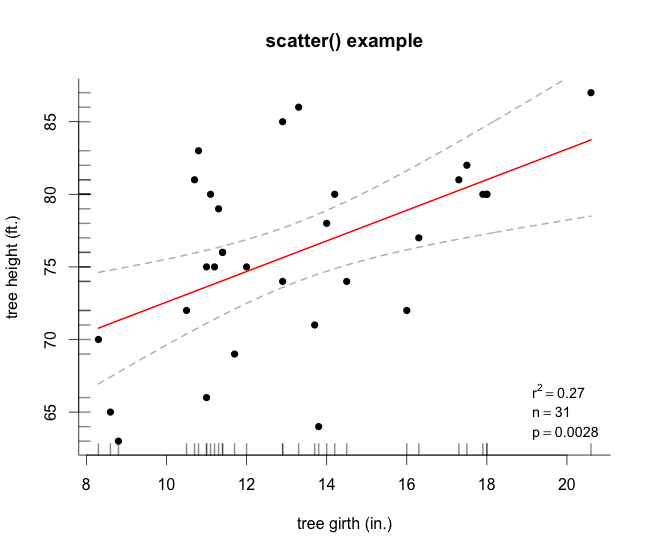 scatter() example
tree height (ft.)
85
80
75
70
65
r² = 0.27
n = 31
p = 0.0028
8 10 12 14 16 18 20
tree girth (in.)